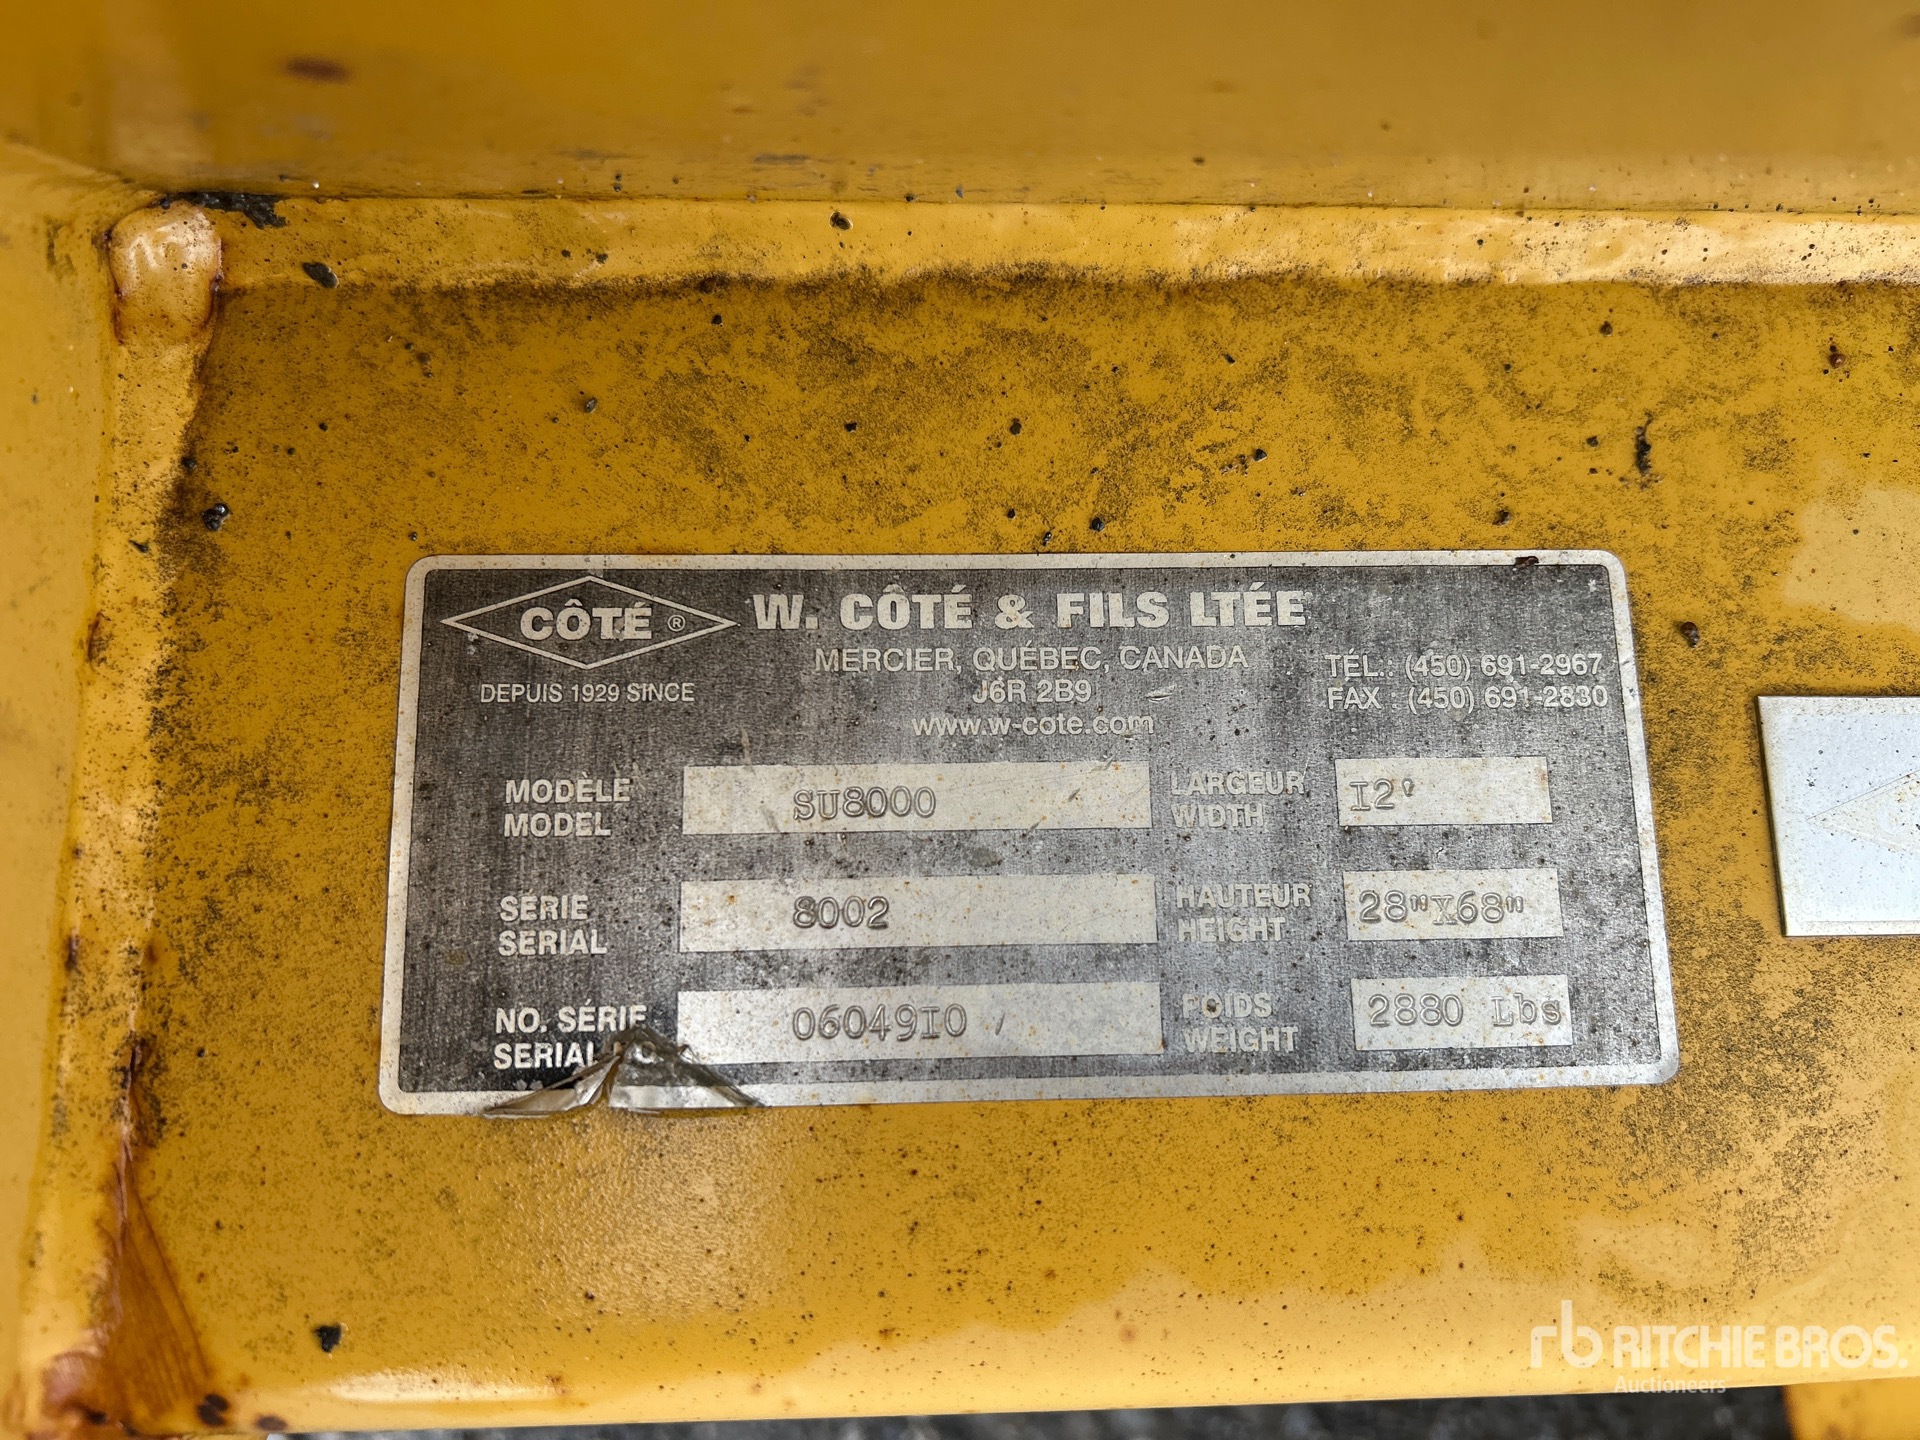 CÔTÉ ®
DEPUIS 1929 SINCE
W. CÔTÉ & FILS LTÉE
MERCIER, QUÉBEC, CANADA
J6R 2B9
www.w-cote.com
TÉL.: (450) 691-2967
FAX : (450) 691-2830
MODÈLE
MODEL
SU8000
LARGEUR
WIDTH
I2'
SÉRIE
SERIAL
8002
HAUTEUR
HEIGHT
28"X68"
NO. SÉRIE
SERIAL
06049I0
POIDS
WEIGHT
2880 Lbs
rb RITCHIE BROS.
Auctioneers